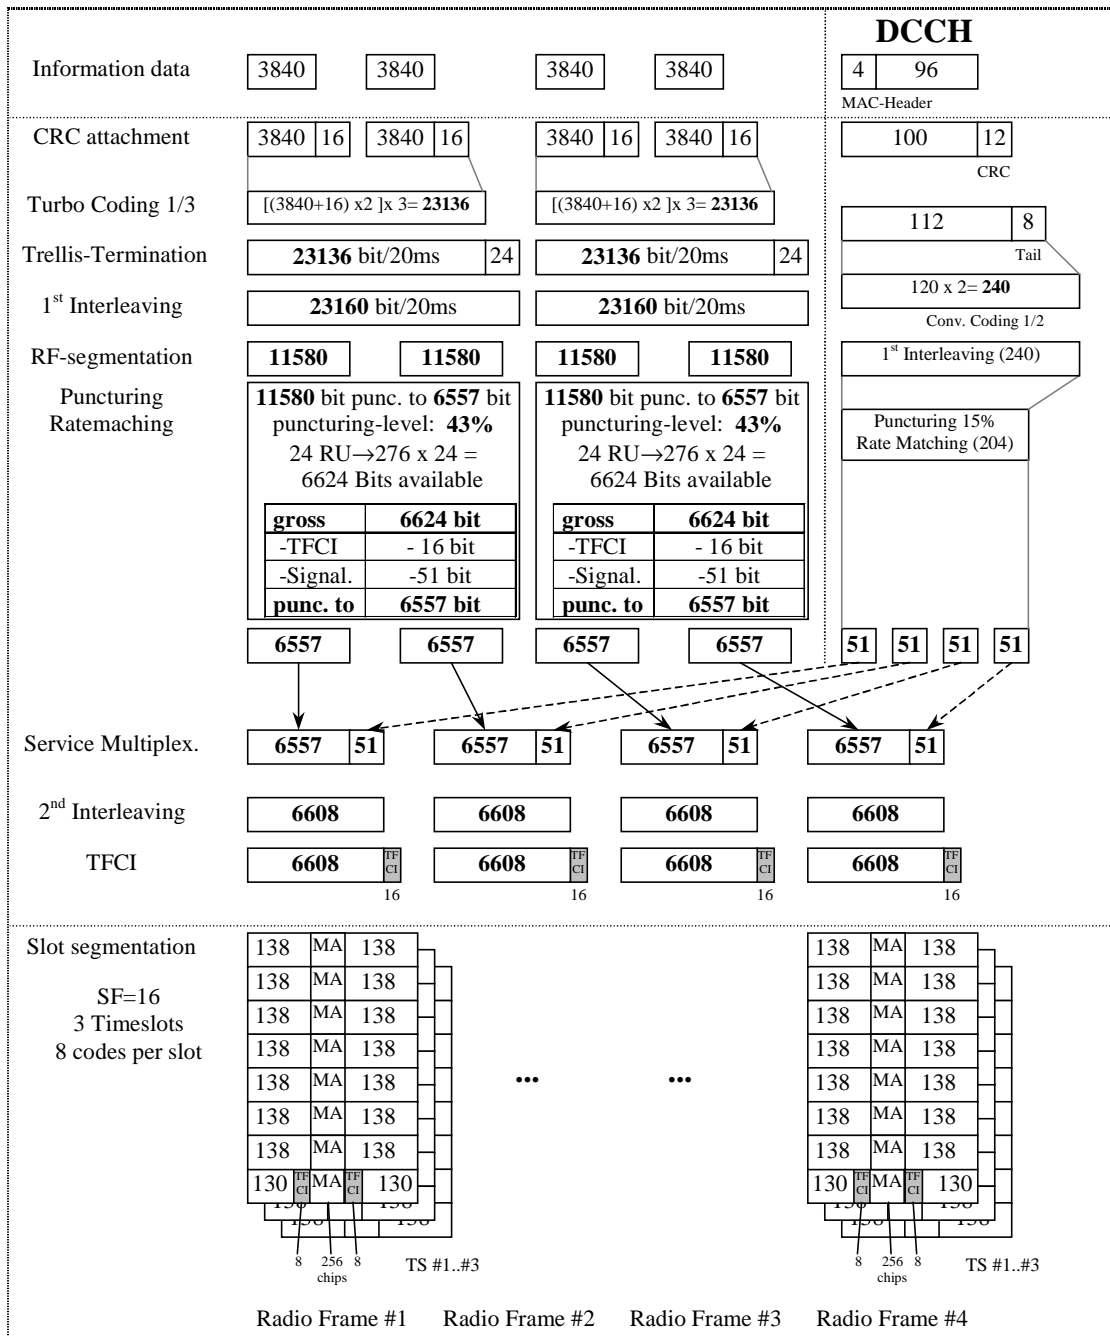 DCCH
Information data 3840 3840 3840 3840 4 96
MAC-Header
CRC attachment 3840 16 3840 16 3840 16 3840 16 100 12
CRC
Turbo Coding 1/3 [(3840+16) x2 ]x 3= 23136 [(3840+16) x2 ]x 3= 23136
112 8
Tail
Trellis-Termination 23136 bit/20ms 24 23136 bit/20ms 24
120 x 2= 240
Conv. Coding 1/2
1st Interleaving 23160 bit/20ms 23160 bit/20ms
RF-segmentation 11580 11580 11580 11580 1st Interleaving (240)
Puncturing
Ratemaching
11580 bit punc. to 6557 bit
puncturing-level: 43%
24 RU→276 x 24 =
6624 Bits available
gross 6624 bit
-TFCI - 16 bit
-Signal. -51 bit
punc. to 6557 bit
11580 bit punc. to 6557 bit
puncturing-level: 43%
24 RU→276 x 24 =
6624 Bits available
gross 6624 bit
-TFCI - 16 bit
-Signal. -51 bit
punc. to 6557 bit
Puncturing 15%
Rate Matching (204)
6557 6557 6557 6557 51 51 51 51
Service Multiplex. 6557 51 6557 51 6557 51 6557 51
2nd Interleaving 6608 6608 6608 6608
TFCI 6608 TF CI 6608 TF CI 6608 TF CI 6608 TF CI
16 16 16 16
Slot segmentation
SF=16
3 Timeslots
8 codes per slot
138 MA 138
138 MA 138
138 MA 138
138 MA 138
138 MA 138
138 MA 138
138 MA 138
130 TF CI MA TF CI 130
138 138
138 138
8 256 chips 8 TS #1..#3
... ...
138 MA 138
138 MA 138
138 MA 138
138 MA 138
138 MA 138
138 MA 138
138 MA 138
130 TF CI MA TF CI 130
138 138
138 138
8 256 chips 8 TS #1..#3
Radio Frame #1 Radio Frame #2 Radio Frame #3 Radio Frame #4